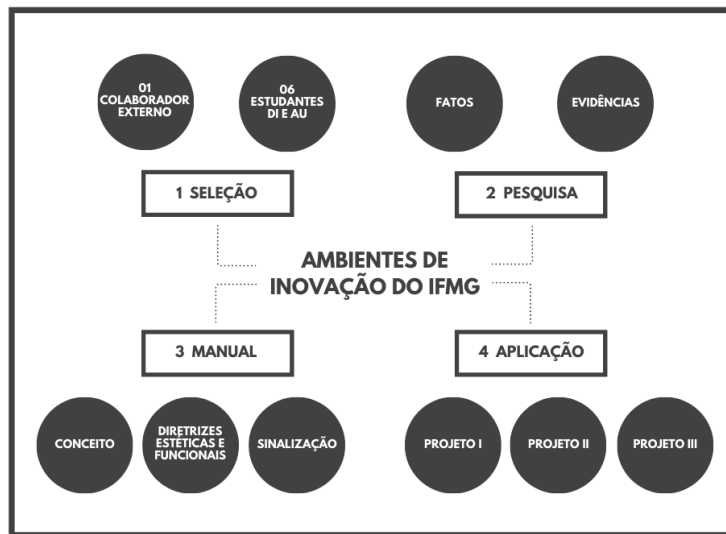 01
COLABORADOR
EXTERNO
06
ESTUDANTES
DI E AU
FATOS
EVIDÊNCIAS
1 SELEÇÃO
2 PESQUISA
AMBIENTES DE
INOVAÇÃO DO IFMG
3 MANUAL
4 APLICAÇÃO
CONCEITO
DIRETRIZES
ESTÉTICAS E
FUNCIONAIS
SINALIZAÇÃO
PROJETO I
PROJETO II
PROJETO III